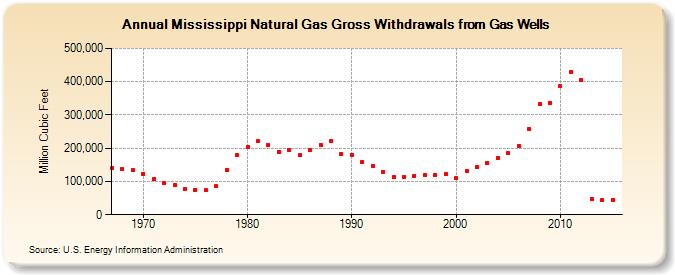 Annual Mississippi Natural Gas Gross Withdrawals from Gas Wells
Million Cubic Feet
500,000
400,000
300,000
200,000
100,000
0
1970 1980 1990 2000 2010
Source: U.S. Energy Information Administration